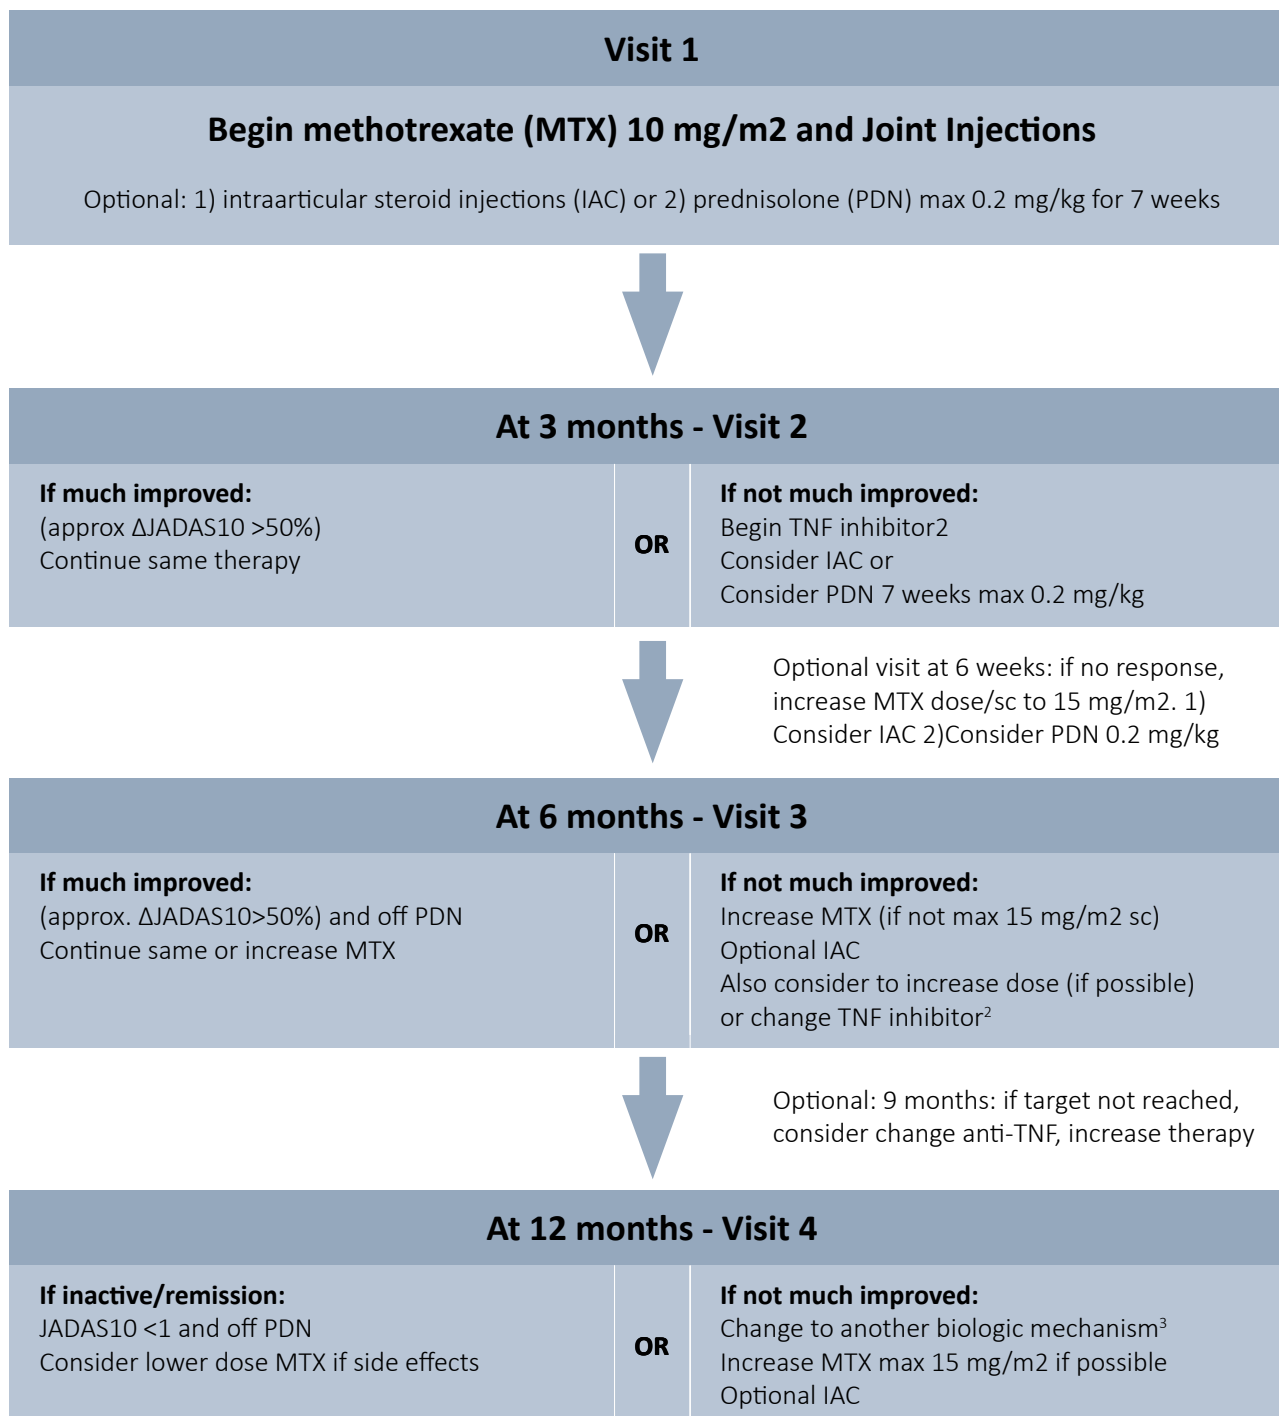 Visit 1
Begin methotrexate (MTX) 10 mg/m2 and Joint Injections
Optional: 1) intraarticular steroid injections (IAC) or 2) prednisolone (PDN) max 0.2 mg/kg for 7 weeks
At 3 months - Visit 2
If much improved:
(approx ΔJADAS10 >50%)
Continue same therapy
OR
If not much improved:
Begin TNF inhibitor2
Consider IAC or
Consider PDN 7 weeks max 0.2 mg/kg
Optional visit at 6 weeks: if no response,
increase MTX dose/sc to 15 mg/m2. 1)
Consider IAC 2)Consider PDN 0.2 mg/kg
At 6 months - Visit 3
If much improved:
(approx. ΔJADAS10>50%) and off PDN
Continue same or increase MTX
OR
If not much improved:
Increase MTX (if not max 15 mg/m2 sc)
Optional IAC
Also consider to increase dose (if possible)
or change TNF inhibitor²
Optional: 9 months: if target not reached,
consider change anti-TNF, increase therapy
At 12 months - Visit 4
If inactive/remission:
JADAS10 <1 and off PDN
Consider lower dose MTX if side effects
OR
If not much improved:
Change to another biologic mechanism³
Increase MTX max 15 mg/m2 if possible
Optional IAC